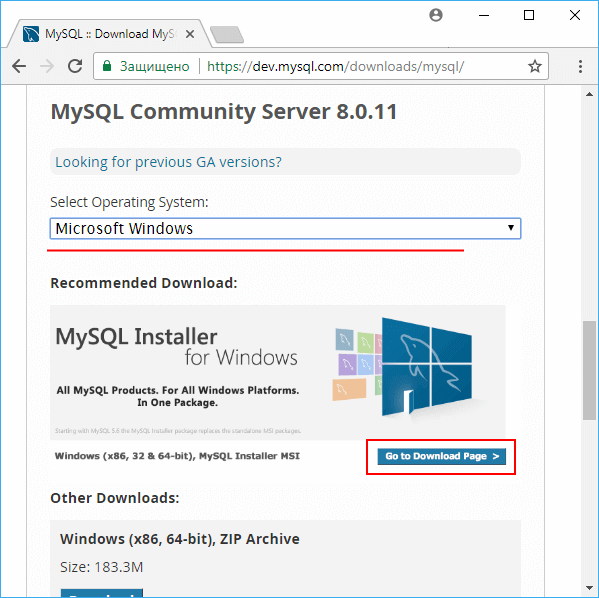 MySQL :: Download MyS
Защищено
https://dev.mysql.com/downloads/mysql/
MySQL Community Server 8.0.11
Looking for previous GA versions?
Select Operating System:
Microsoft Windows
Recommended Download:
MySQL Installer
for Windows
All MySQL Products. For All Windows Platforms.
In One Package.
Starting with MySQL 5.6 the MySQL Installer package replaces the standalone MSI packages.
Windows (x86, 32 & 64-bit), MySQL Installer MSI
Go to Download Page >
Other Downloads:
Windows (x86, 64-bit), ZIP Archive
Size: 183.3M
Download